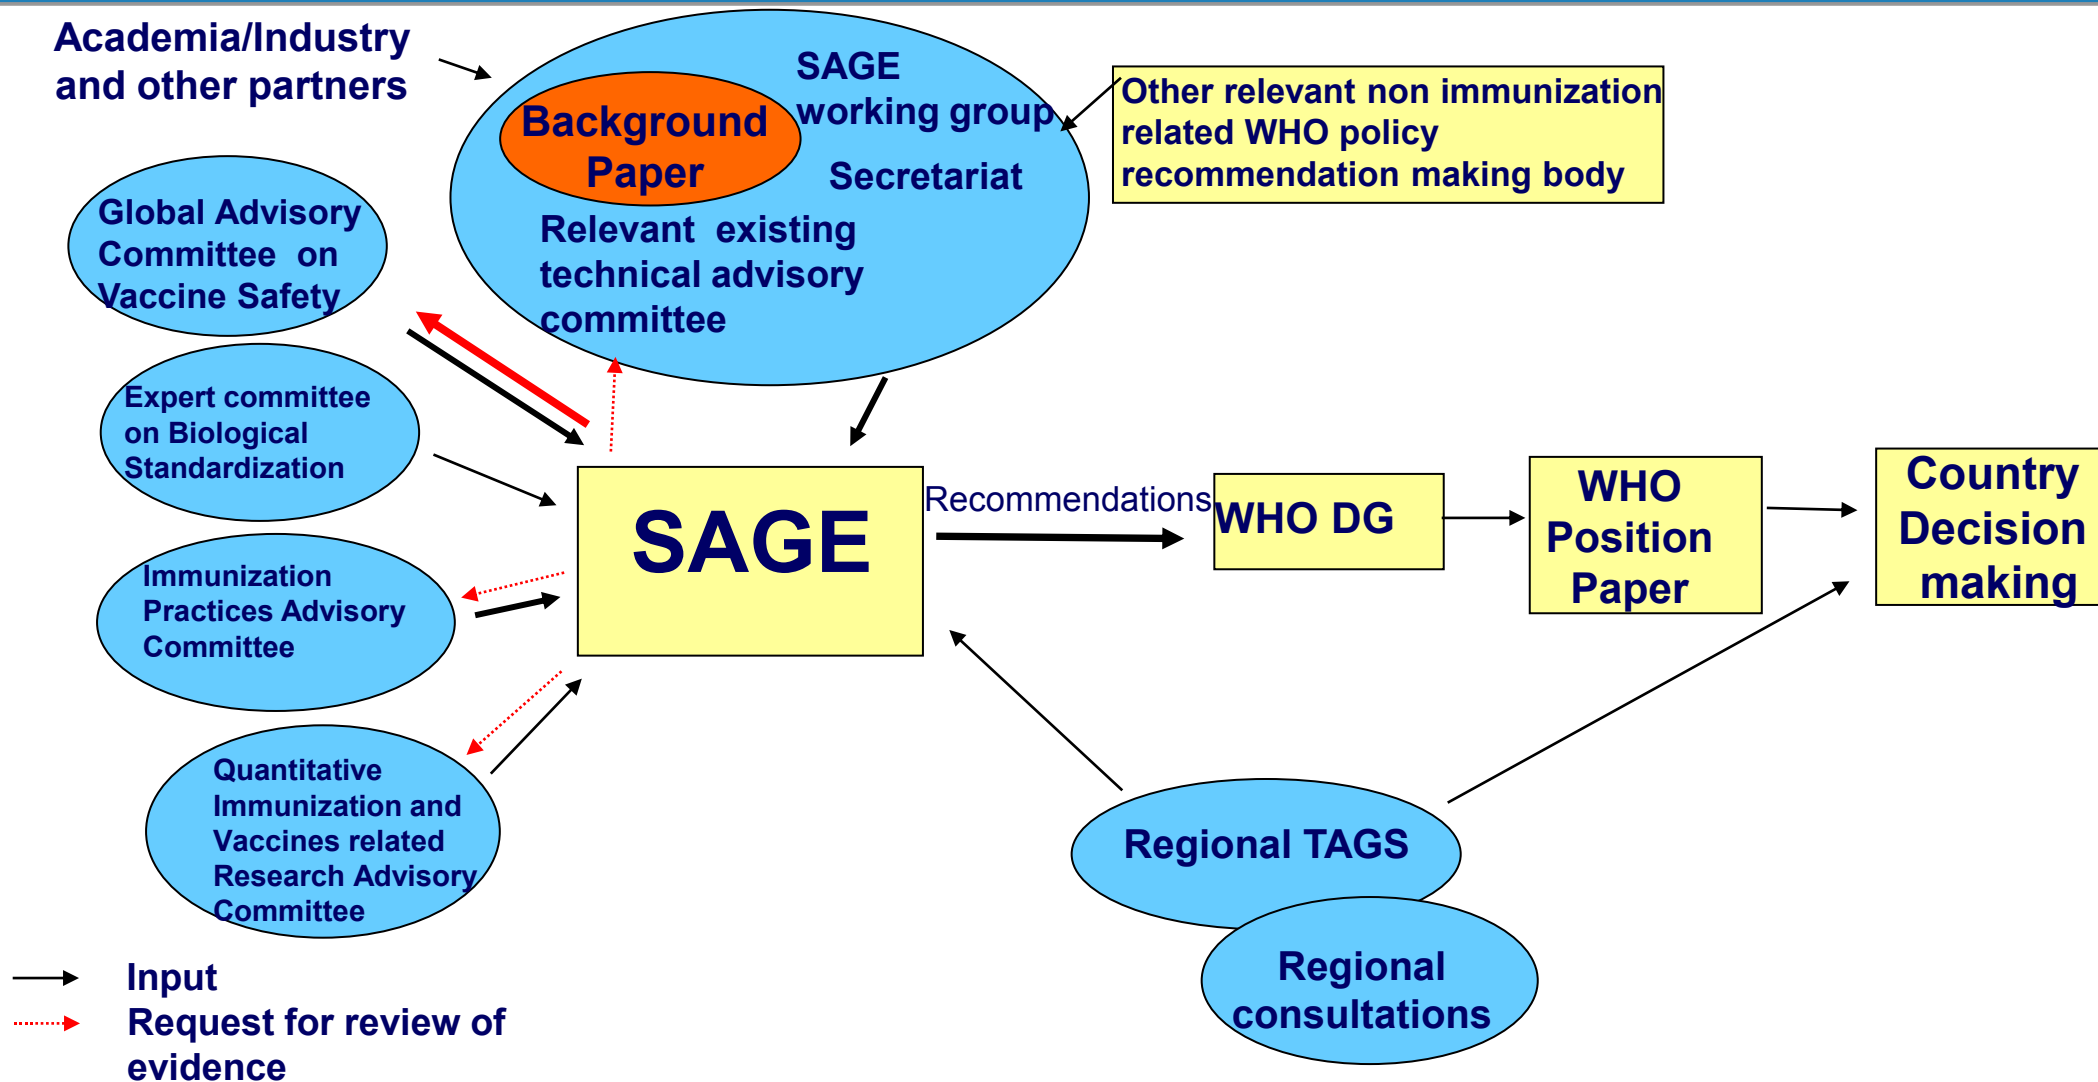 Academia/Industry
and other partners
SAGE
working group
Background
Paper
Secretariat
Relevant existing
technical advisory
committee
Other relevant non immunization
related WHO policy
recommendation making body
Global Advisory
Committee on
Vaccine Safety
Expert committee
on Biological
Standardization
Immunization
Practices Advisory
Committee
Quantitative
Immunization and
Vaccines related
Research Advisory
Committee
SAGE
Recommendations
WHO DG
WHO
Position
Paper
Country
Decision
making
Regional TAGS
Regional
consultations
Input
Request for review of
evidence